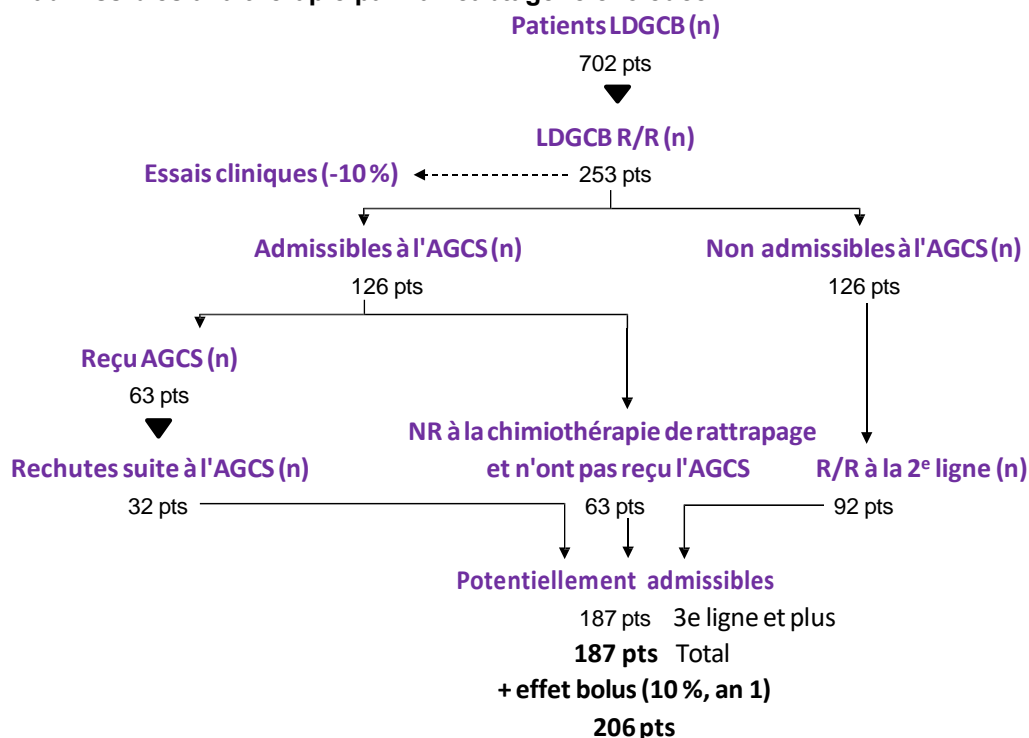 Patients LDGCB (n)
702 pts
LDGCB R/R (n)
Essais cliniques (-10 %)
253 pts
Admissibles à l'AGCS (n)
Non admissibles à l'AGCS (n)
126 pts
126 pts
Reçu AGCS (n)
63 pts
NR à la chimiothérapie de rattrapage
et n'ont pas reçu l'AGCS
Rechutes suite à l'AGCS (n)
R/R à la 2e ligne (n)
32 pts
63 pts
92 pts
Potentiellement admissibles
187 pts 3e ligne et plus
187 pts Total
+ effet bolus (10 %, an 1)
206 pts